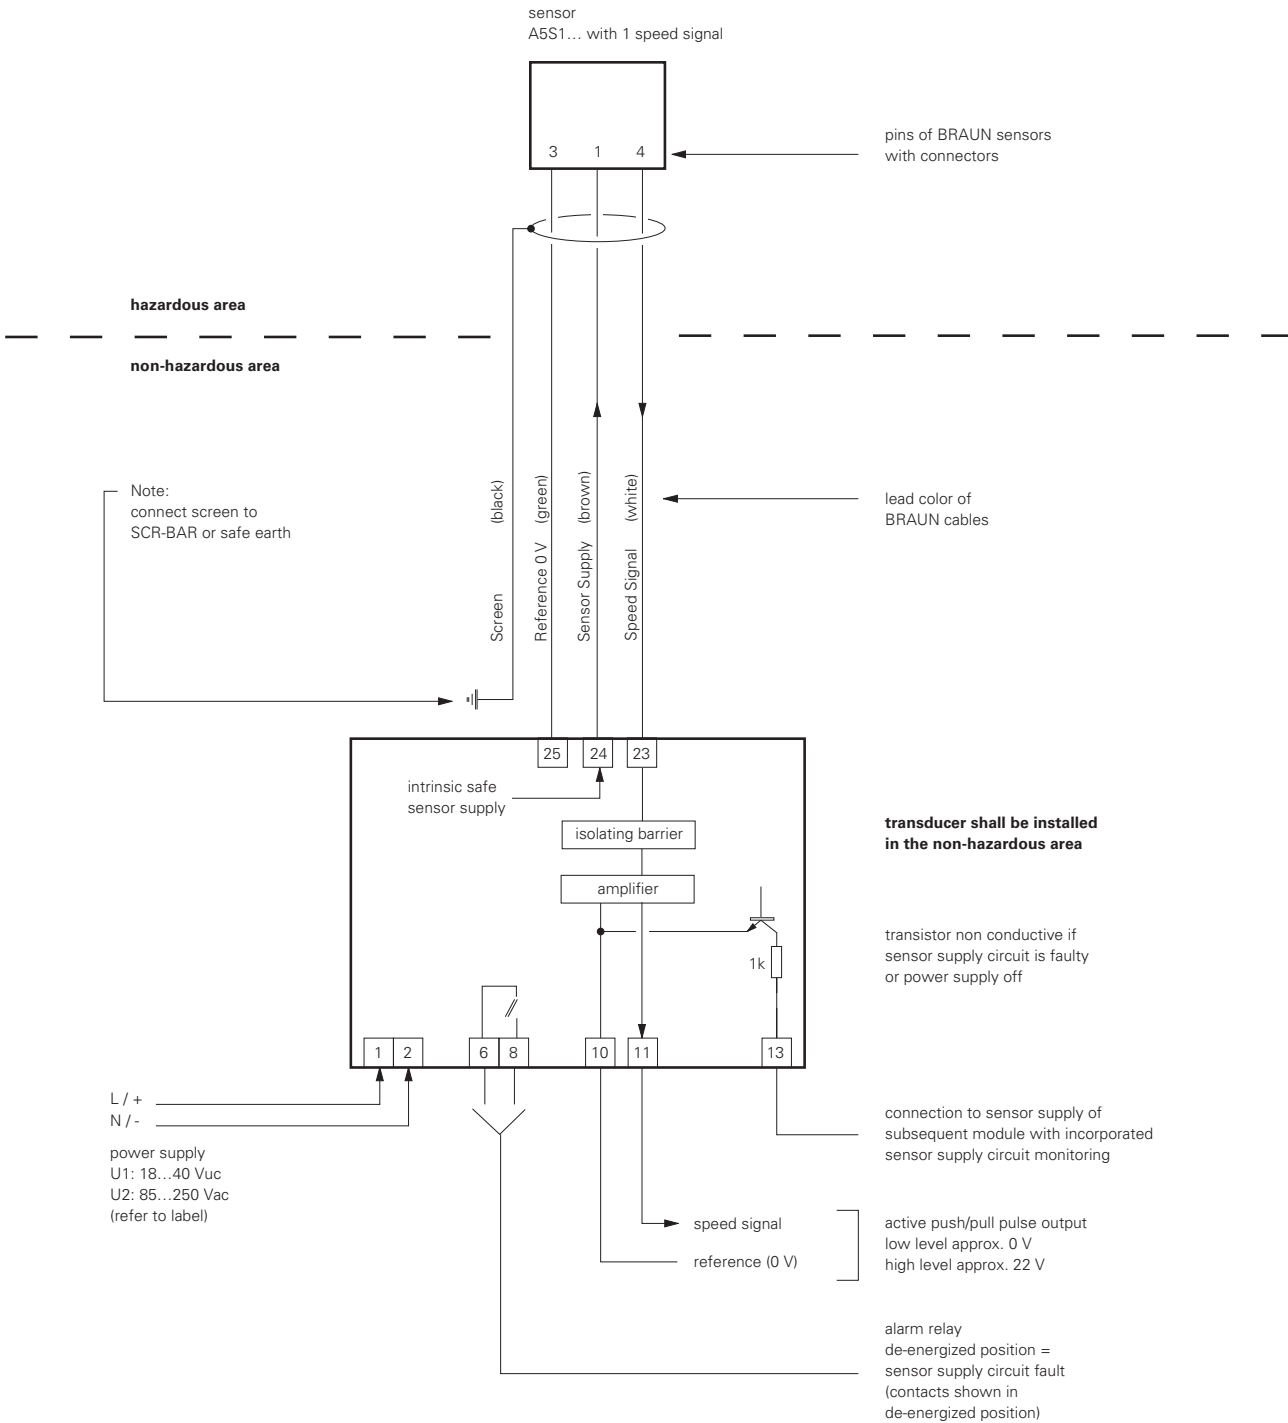 sensor
A5S1… with 1 speed signal
pins of BRAUN sensors
with connectors
3 1 4
hazardous area
non-hazardous area
Note:
connect screen to
SCR-BAR or safe earth
Screen (black)
Reference 0 V (green)
Sensor Supply (brown)
Speed Signal (white)
lead color of
BRAUN cables
25 24 23
intrinsic safe
sensor supply
isolating barrier
amplifier
transducer shall be installed
in the non-hazardous area
1k
transistor non conductive if
sensor supply circuit is faulty
or power supply off
1 2 6 8 10 11 13
L / +
N / -
power supply
U1: 18…40 Vuc
U2: 85…250 Vac
(refer to label)
connection to sensor supply of
subsequent module with incorporated
sensor supply circuit monitoring
speed signal
reference (0 V)
active push/pull pulse output
low level approx. 0 V
high level approx. 22 V
alarm relay
de-energized position =
sensor supply circuit fault
(contacts shown in
de-energized position)